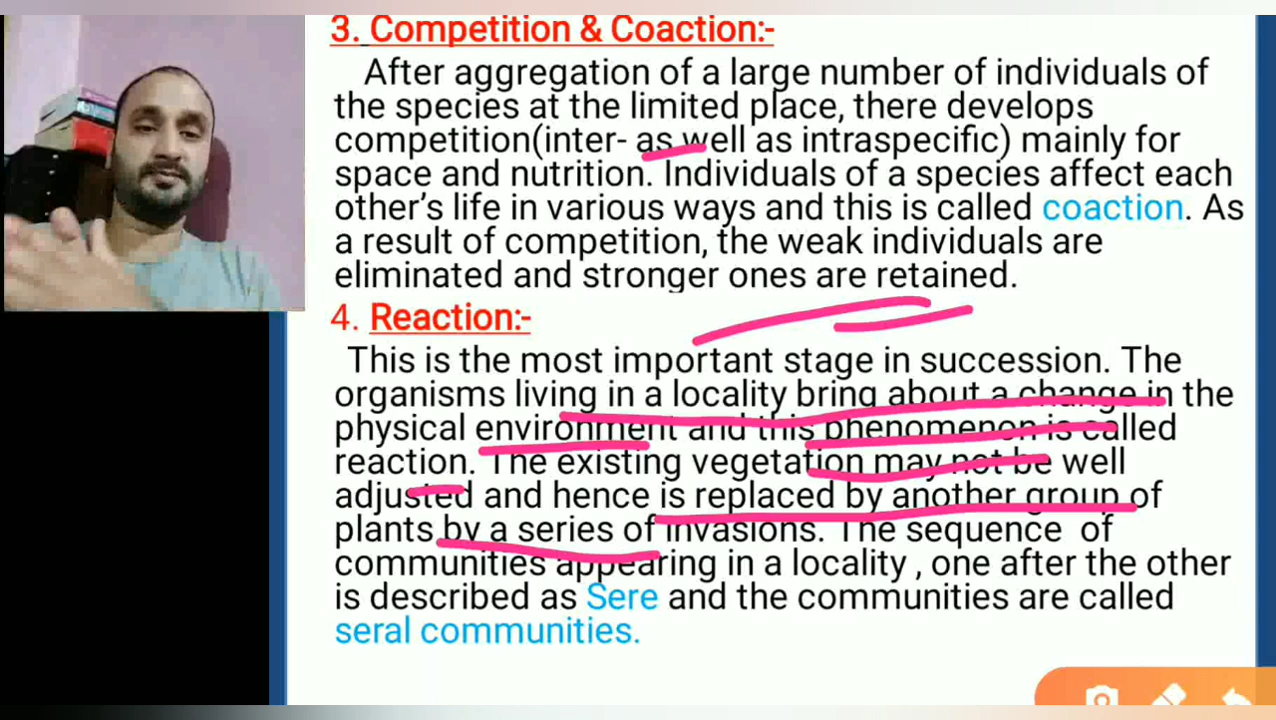 3. Competition & Coaction:-
After aggregation of a large number of individuals of
the species at the limited place, there develops
competition(inter- as well as intraspecific) mainly for
space and nutrition. Individuals of a species affect each
other's life in various ways and this is called coaction. As
a result of competition, the weak individuals are
eliminated and stronger ones are retained.
4. Reaction:-
This is the most important stage in succession. The
organisms living in a locality bring about a change in the
physical environment and this phenomenon is called
reaction. The existing vegetation may not be well
adjusted and hence is replaced by another group of
plants by a series of invasions. The sequence of
communities appearing in a locality , one after the other
is described as Sere and the communities are called
seral communities.